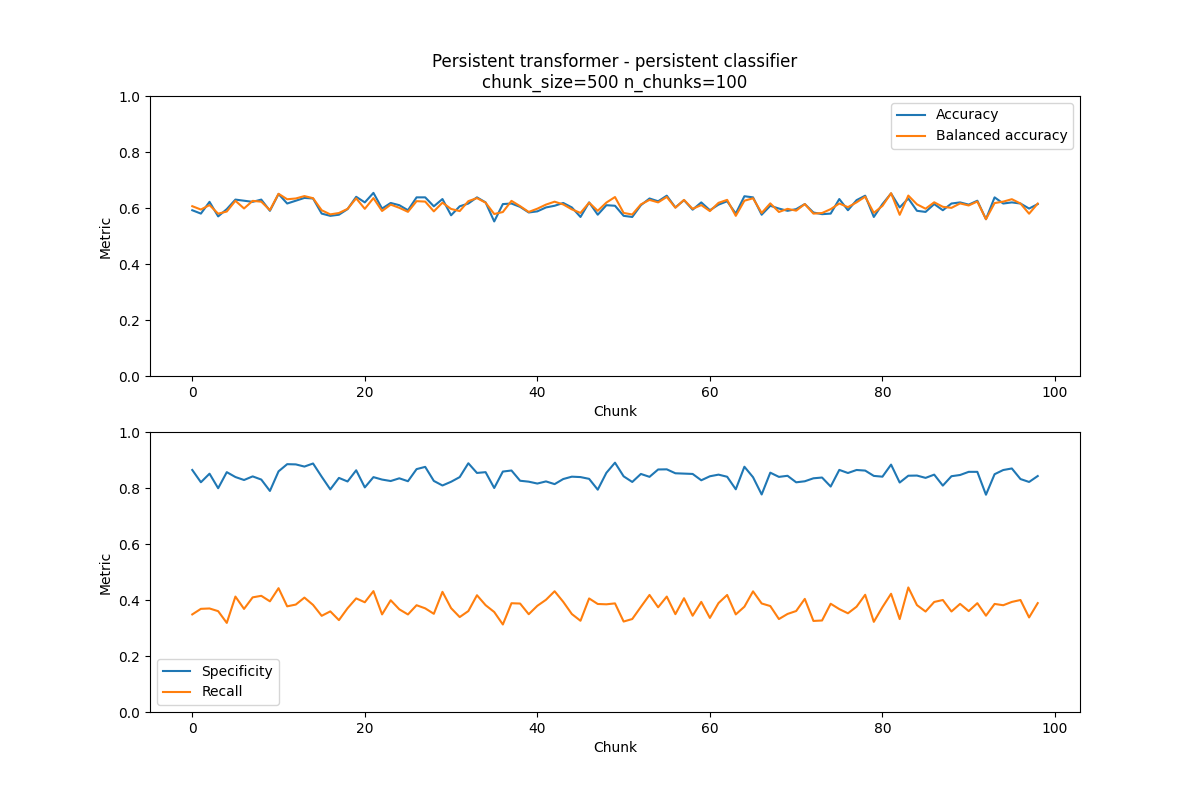 Persistent transformer - persistent classifier
chunk_size=500 n_chunks=100
1.0
0.8
0.6
0.4
0.2
0.0
Metric
Accuracy
Balanced accuracy
0 20 40 60 80 100
Chunk
1.0
0.8
0.6
0.4
0.2
0.0
Metric
Specificity
Recall
0 20 40 60 80 100
Chunk